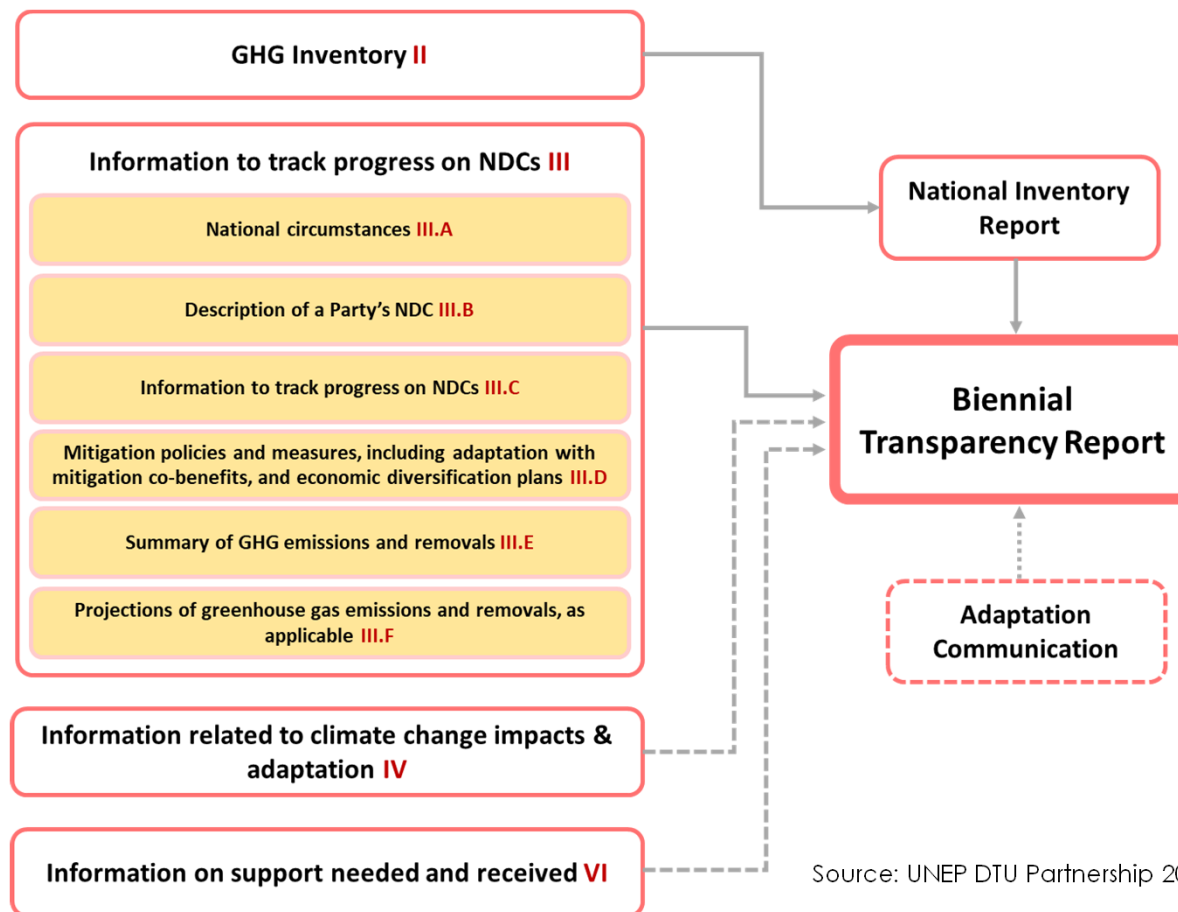 GHG Inventory II
Information to track progress on NDCs III
National circumstances III.A
Description of a Party's NDC III.B
Information to track progress on NDCs III.C
Mitigation policies and measures, including adaptation with
mitigation co-benefits, and economic diversification plans III.D
Summary of GHG emissions and removals III.E
Projections of greenhouse gas emissions and removals, as
applicable III.F
Information related to climate change impacts &
adaptation IV
Information on support needed and received VI
National Inventory
Report
Biennial
Transparency Report
Adaptation
Communication
Source: UNEP DTU Partnership